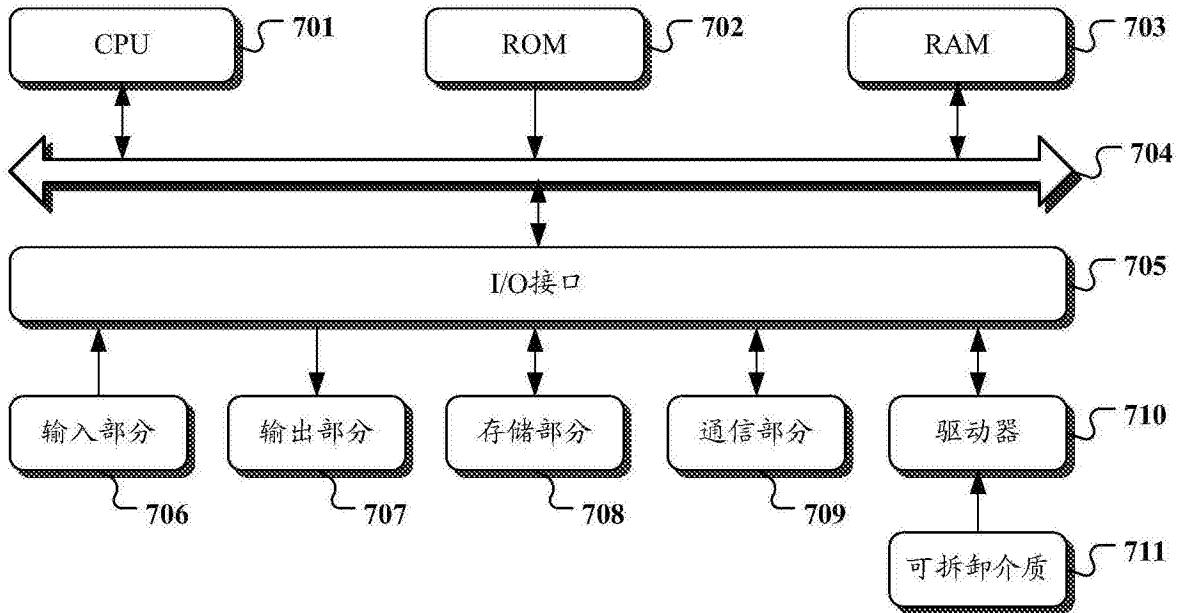 CPU
701
ROM
702
RAM
703
704
I/O接口
705
输入部分
输出部分
存储部分
通信部分
驱动器
710
706
707
708
709
可拆卸介质
711